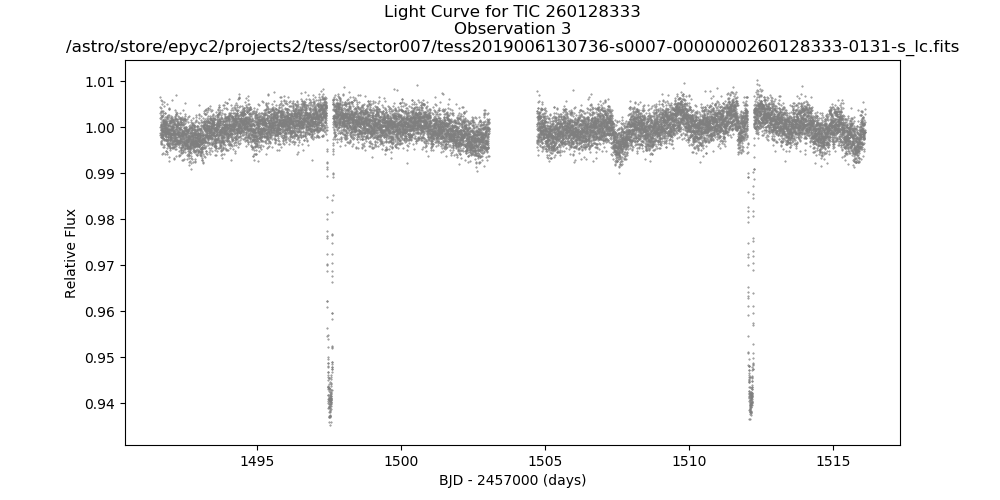 Light Curve for TIC 260128333
Observation 3
/astro/store/epyc2/projects2/tess/sector007/tess2019006130736-s0007-0000000260128333-0131-s_lc.fits
1.01
1.00
0.99
0.98
0.97
0.96
0.95
0.94
Relative Flux
1495
1500
1505
1510
1515
BJD - 2457000 (days)